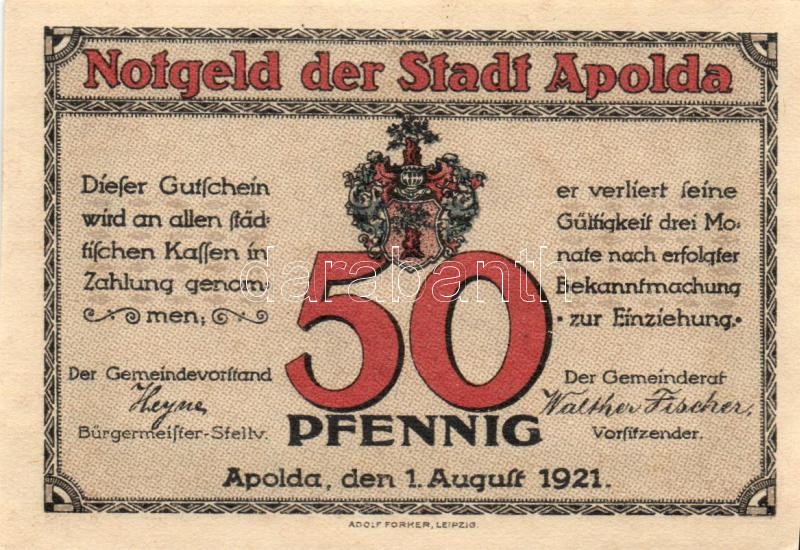 Notgeld der Stadt Apolda
Dieſer Gutſchein
wird an allen ſtäd-
tiſchen Kaſſen in
Zahlung genom-
men;
er verliert ſeine
Gültigkeit drei Mo-
nate nach erfolgter
Bekanntmachung
zur Einziehung.
50
PFENNIG
Der Gemeindevorſtand
Heyne
Bürgermeiſter-Stellv.
Der Gemeinderat
Walther Fischer,
Vorſitzender.
Apolda, den 1. Auguſt 1921.
ADOLF FORKER, LEIPZIG.
darabanth